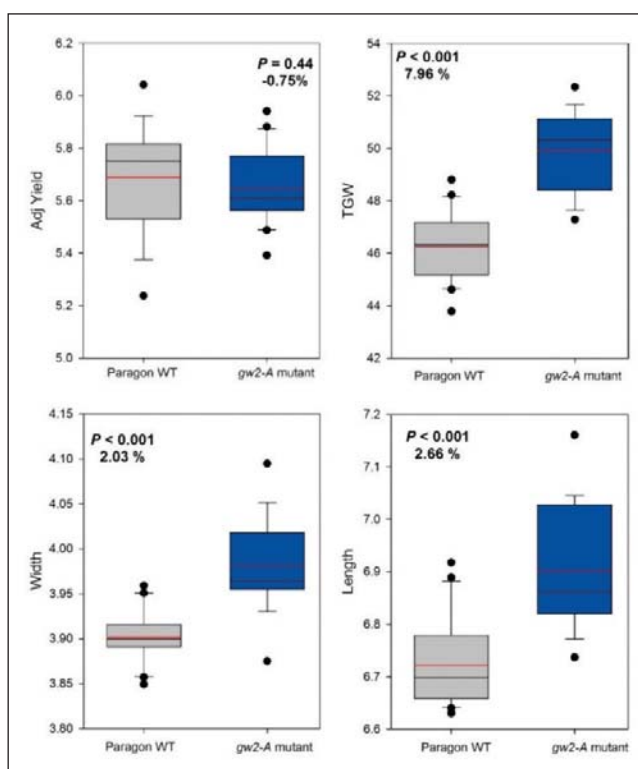 6.2
6.0
5.8
5.6
5.4
5.2
5.0
Adj Yield
P = 0.44
-0.75%
Paragon WT
gw2-A mutant
54
52
50
48
46
44
42
TGW
P < 0.001
7.96 %
Paragon WT
gw2-A mutant
4.15
4.10
4.05
4.00
3.95
3.90
3.85
3.80
Width
P < 0.001
2.03 %
Paragon WT
gw2-A mutant
7.2
7.1
7.0
6.9
6.8
6.7
6.6
Length
P < 0.001
2.66 %
Paragon WT
gw2-A mutant